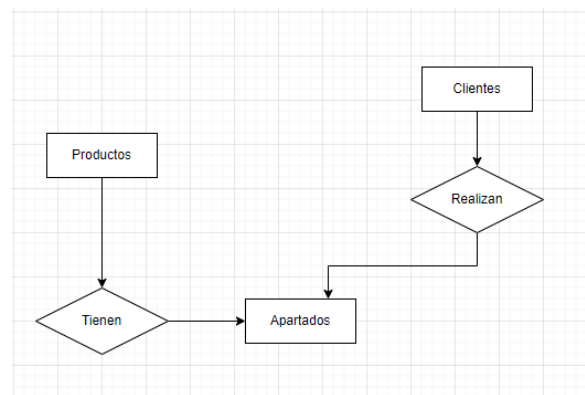 Clientes
Productos
Realizan
Tienen
Apartados